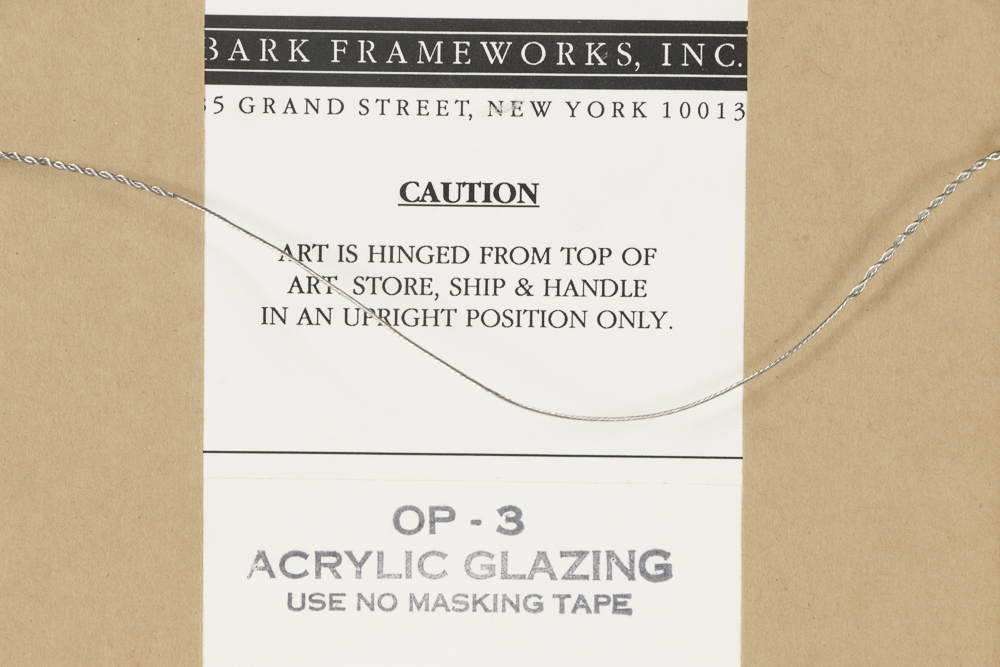 BARK FRAMEWORKS, INC.
85 GRAND STREET, NEW YORK 10013
CAUTION
ART IS HINGED FROM TOP OF
ART STORE, SHIP & HANDLE
IN AN UPRIGHT POSITION ONLY.
OP - 3
ACRYLIC GLAZING
USE NO MASKING TAPE